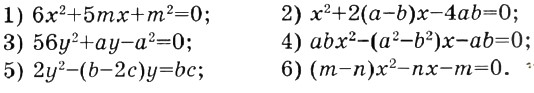 1) 6x²+5mx+m²=0; 2) x²+2(a–b)x–4ab=0;
3) 56y²+ay–a²=0; 4) abx²–(a²–b²)x–ab=0;
5) 2y²–(b–2c)y=bc; 6) (m–n)x²–nx–m=0.